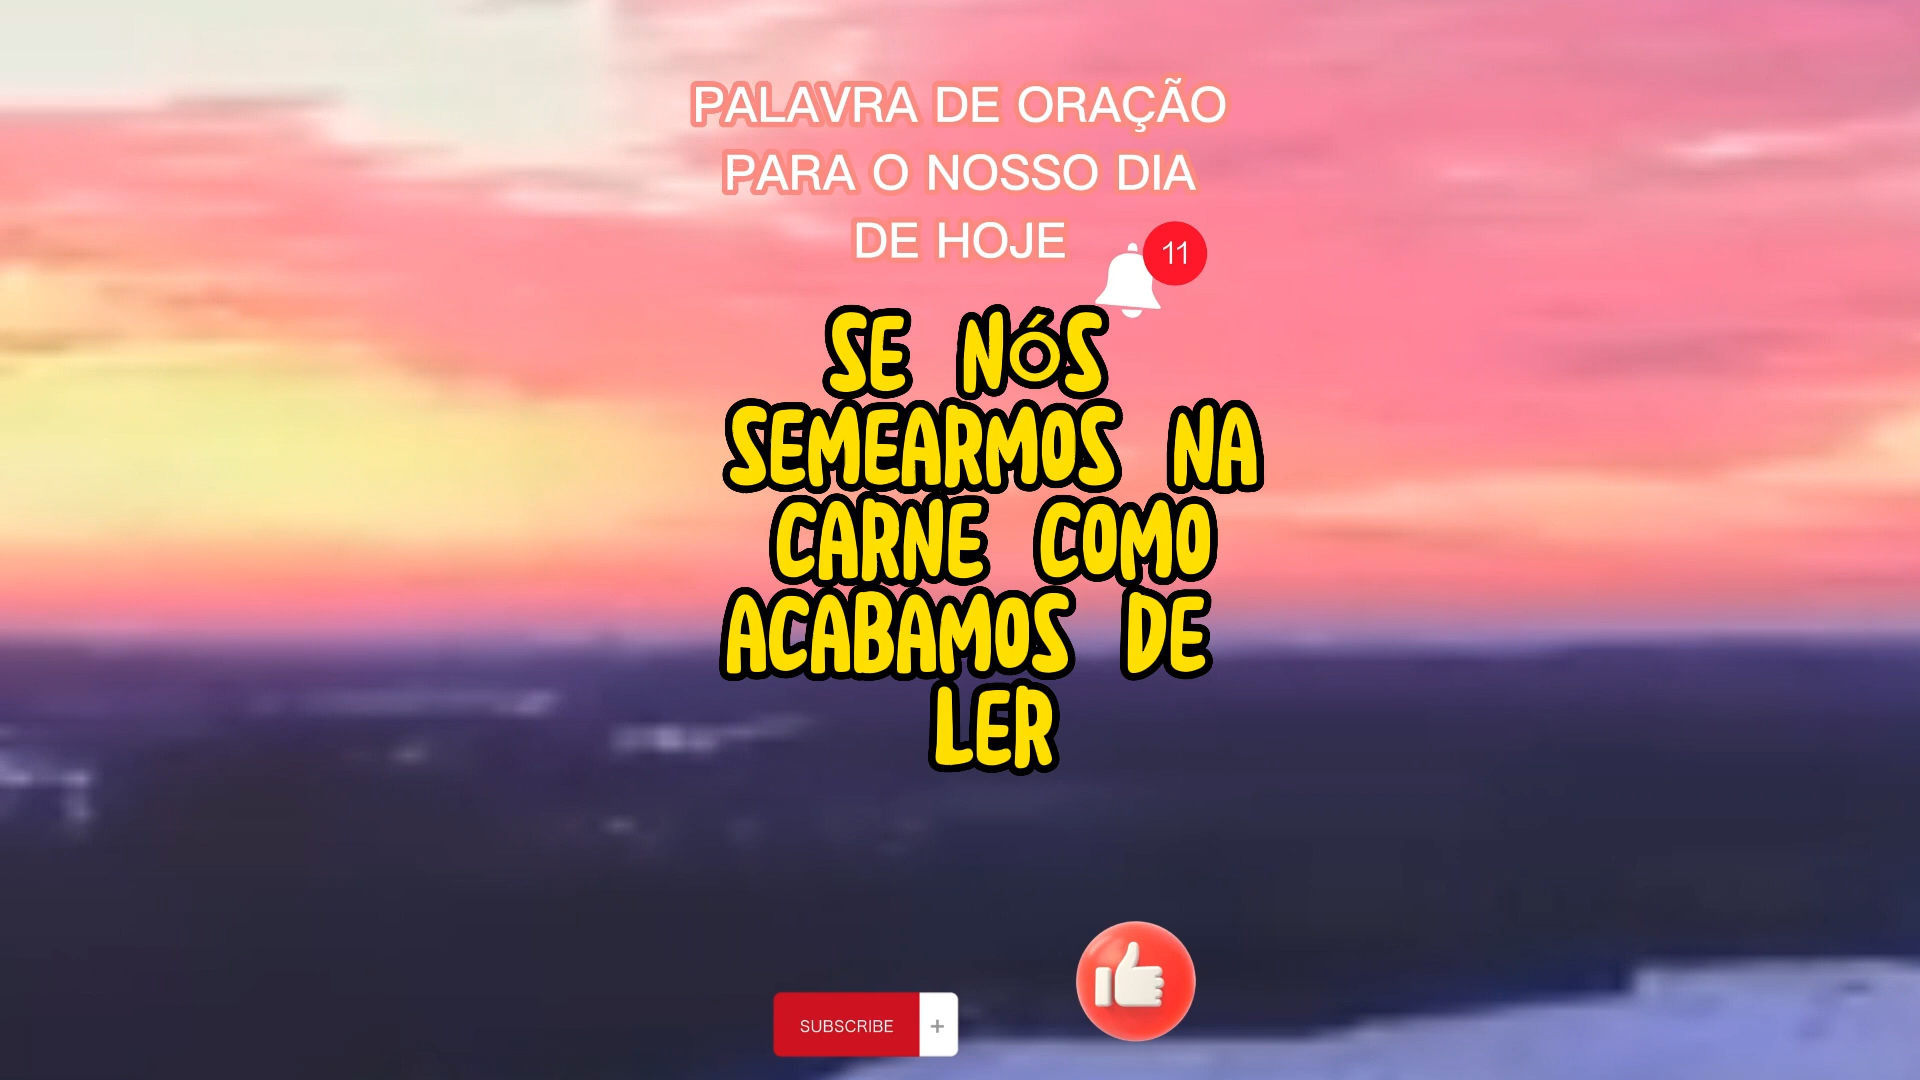 PALAVRA DE ORAÇÃO
PARA O NOSSO DIA
DE HOJE
11
SE NÓS
SEMEARMOS NA
CARNE COMO
ACABAMOS DE
LER
SUBSCRIBE +